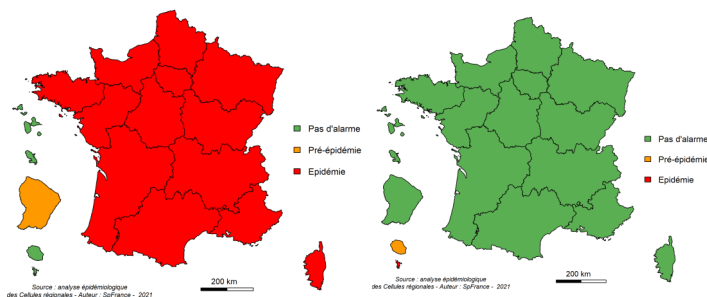 Pas d'alarme
Pré-épidémie
Epidémie
200 km
Source : analyse épidémiologique
des Cellules régionales - Auteur : SpFrance - 2021
Pas d'alarme
Pré-épidémie
Epidémie
200 km
Source : analyse épidémiologique
des Cellules régionales - Auteur : SpFrance - 2021